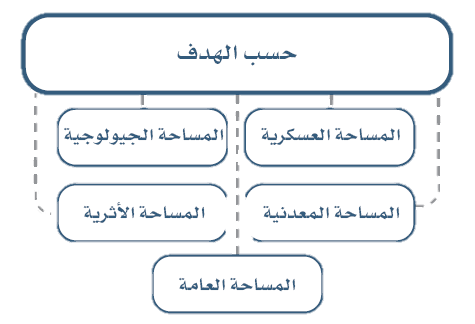 حسب الهدف
المساحة العسكرية
المساحة الجيولوجية
المساحة المعدنية
المساحة الأثرية
المساحة العامة